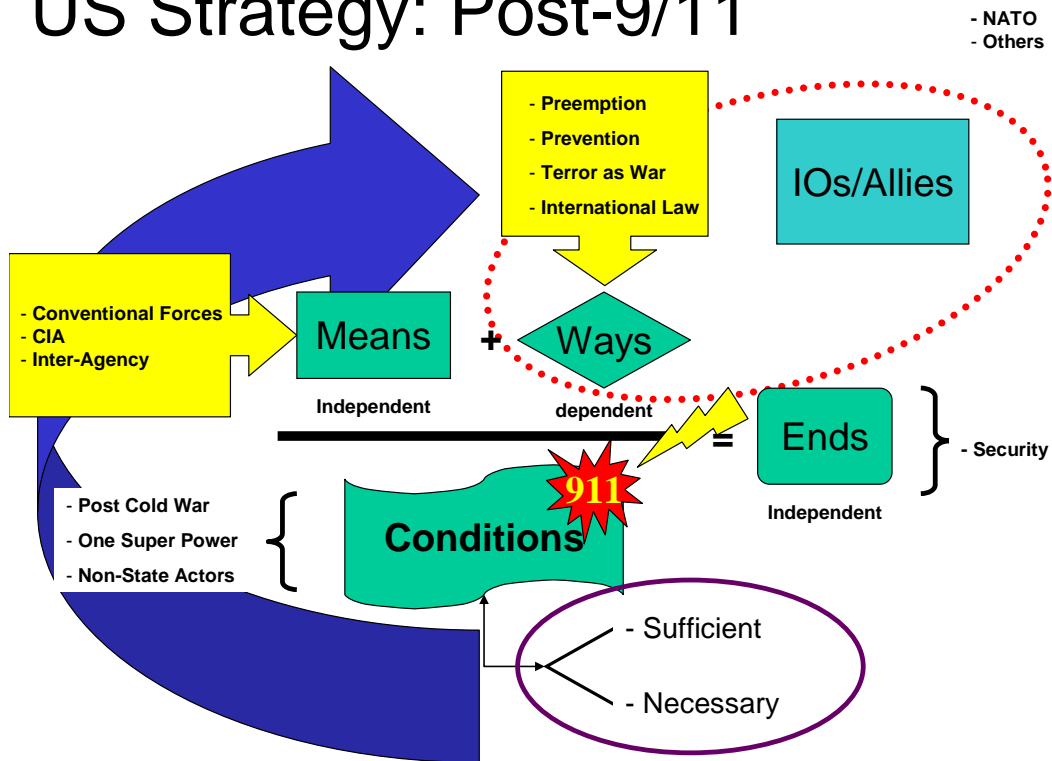 US Strategy: Post-9/11
- NATO
- Others
- Preemption
- Prevention
- Terror as War
- International Law
IOs/Allies
- Conventional Forces
- CIA
- Inter-Agency
Means
+
Ways
Independent
dependent
=
Ends
- Security
Independent
911
Conditions
- Post Cold War
- One Super Power
- Non-State Actors
- Sufficient
- Necessary